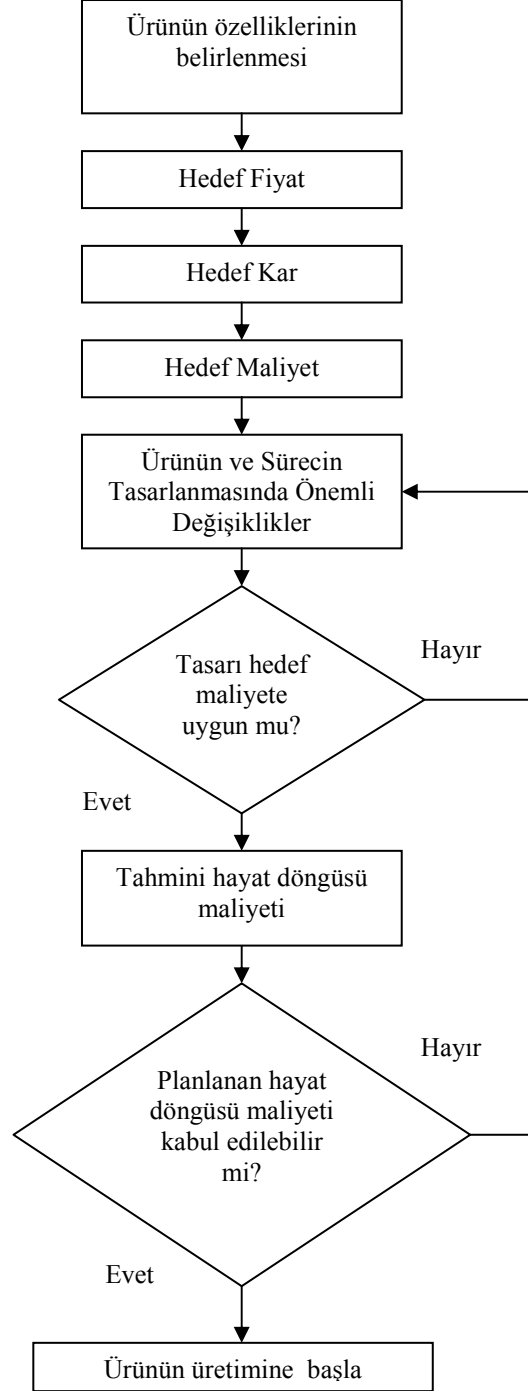 Ürünün özelliklerinin
belirlenmesi
Hedef Fiyat
Hedef Kar
Hedef Maliyet
Ürünün ve Sürecin
Tasarlanmasında Önemli
Değişiklikler
Tasarı hedef
maliyete
uygun mu?
Hayır
Evet
Tahmini hayat döngüsü
maliyeti
Hayır
Planlanan hayat
döngüsü maliyeti
kabul edilebilir
mi?
Evet
Ürünün üretimine başla